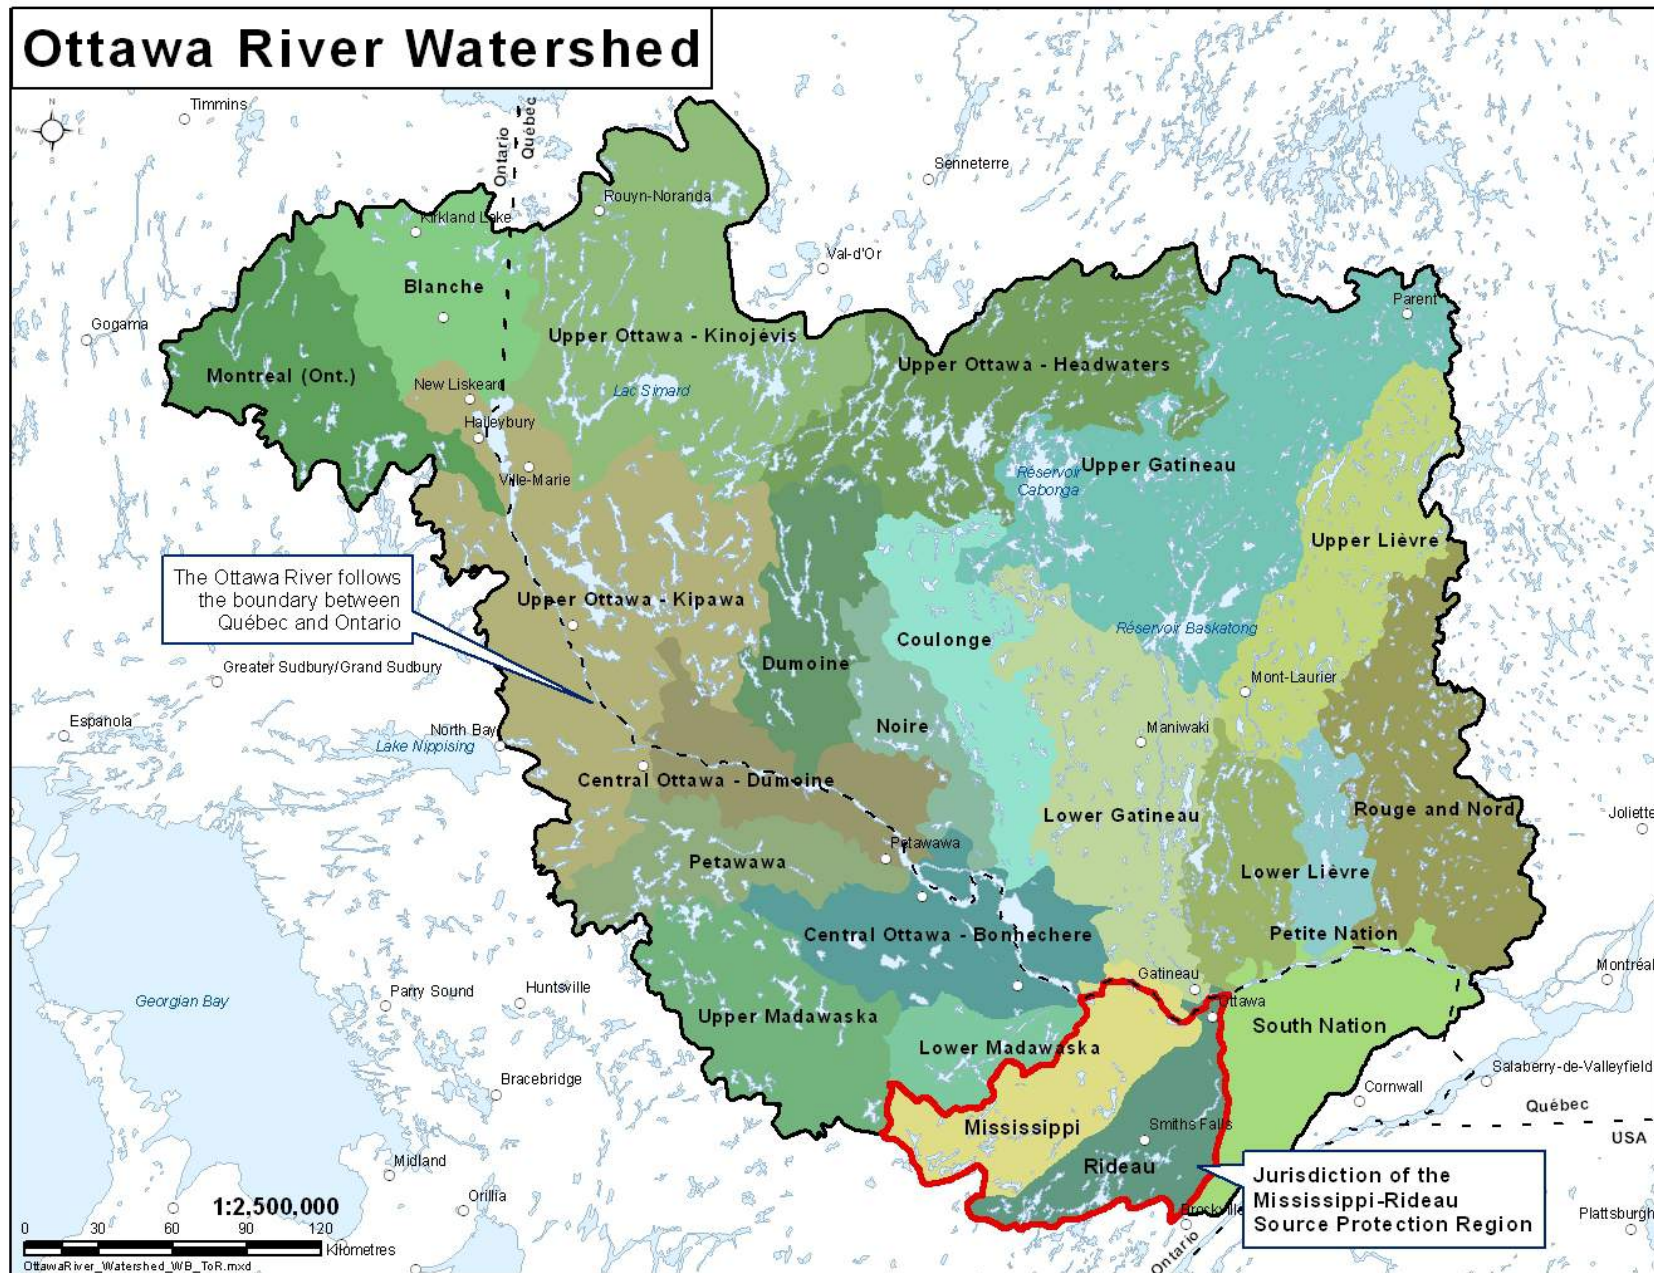 Ottawa River Watershed
N
W
E
S
Timmins
Ontario
Québec
Senneterre
Rouyn-Noranda
Kirkland Lake
Val-d'Or
Blanche
Parent
Gogama
Upper Ottawa - Kinojévis
Upper Ottawa - Headwaters
Montreal (Ont.)
New Liskeard
Lac Simard
Haileybury
Upper Gatineau
Réservoir
Cabonga
Ville-Marie
Upper Lièvre
The Ottawa River follows
the boundary between
Québec and Ontario
Upper Ottawa - Kipawa
Réservoir Baskatong
Coulonge
Dumoine
Greater Sudbury/Grand Sudbury
Mont-Laurier
Espanola
North Bay
Noire
Maniwaki
Lake Nippising
Central Ottawa - Dumoine
Rouge and Nord
Joliette
Lower Gatineau
Petawawa
Petawawa
Lower Lièvre
Central Ottawa - Bonnechere
Petite Nation
Gatineau
Montréal
Parry Sound
Huntsville
Georgian Bay
Ottawa
Upper Madawaska
South Nation
Lower Madawaska
Salaberry-de-Valleyfield
Bracebridge
Cornwall
Québec
Mississippi
Smiths Falls
USA
Midland
Rideau
Jurisdiction of the
Mississippi-Rideau
Source Protection Region
Orillia
1:2,500,000
Brockville
Plattsburgh
0 30 60 90 120
Kilometres
Ontario
OttawaRiver_Watershed_WB_ToR.mxd